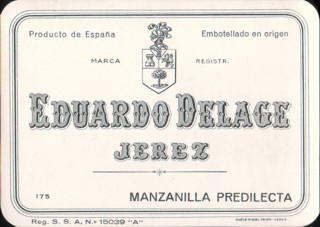 Producto de España Embotellado en origen
MARCA REGISTR.
EDUARDO DELAGE
JEREZ
175 MANZANILLA PREDILECTA
Reg. S. S. A. N.º 15039 "A"